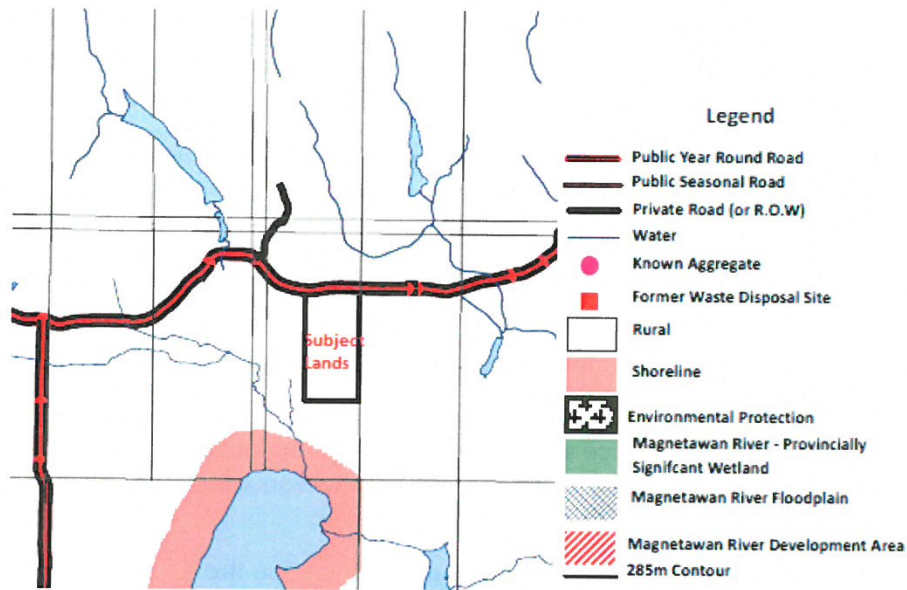 Subject
Lands
Legend
Public Year Round Road
Public Seasonal Road
Private Road (or R.O.W)
Water
Known Aggregate
Former Waste Disposal Site
Rural
Shoreline
Environmental Protection
Magnetawan River - Provincially
Signifcant Wetland
Magnetawan River Floodplain
Magnetawan River Development Area
285m Contour